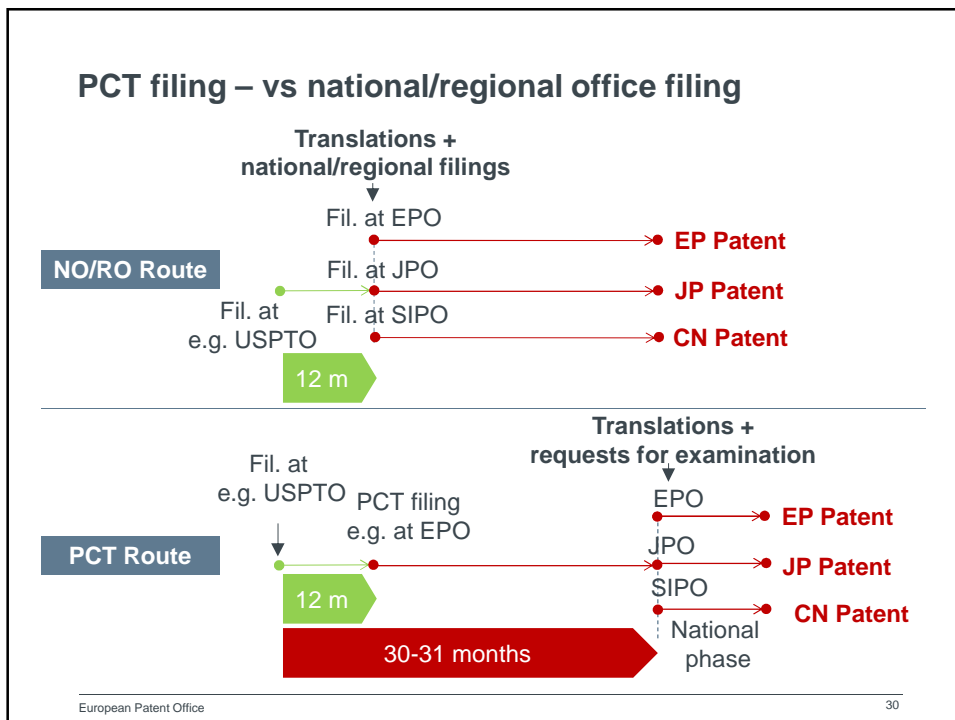 PCT filing – vs national/regional office filing
Translations +
national/regional filings
Fil. at EPO
EP Patent
NO/RO Route
Fil. at JPO
JP Patent
Fil. at
e.g. USPTO
Fil. at SIPO
CN Patent
12 m
Translations +
requests for examination
Fil. at
e.g. USPTO
PCT filing
e.g. at EPO
EPO
EP Patent
PCT Route
JPO
JP Patent
SIPO
CN Patent
12 m
National
phase
30-31 months
European Patent Office
30